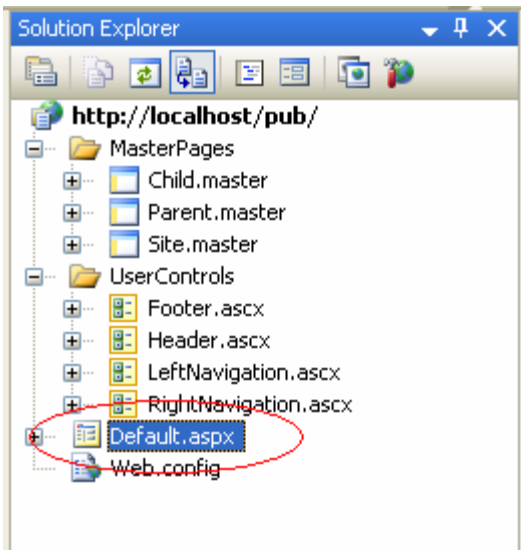 Solution Explorer
http://localhost/pub/
MasterPages
Child.master
Parent.master
Site.master
UserControls
Footer.ascx
Header.ascx
LeftNavigation.ascx
RightNavigation.ascx
Default.aspx
Web.config